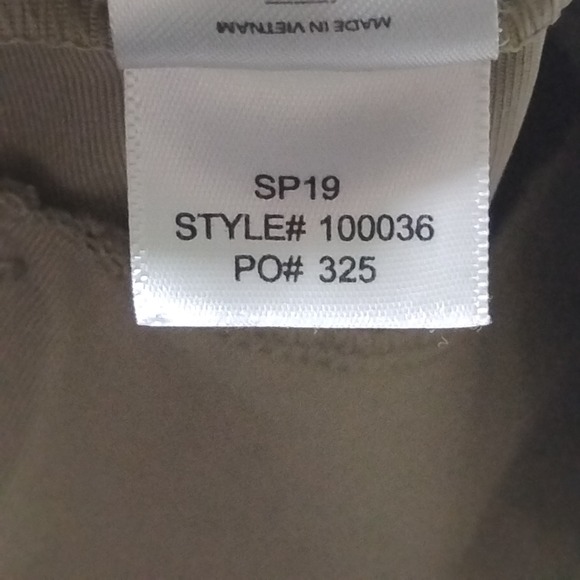 MADE IN VIETNAM
SP19
STYLE# 100036
PO# 325